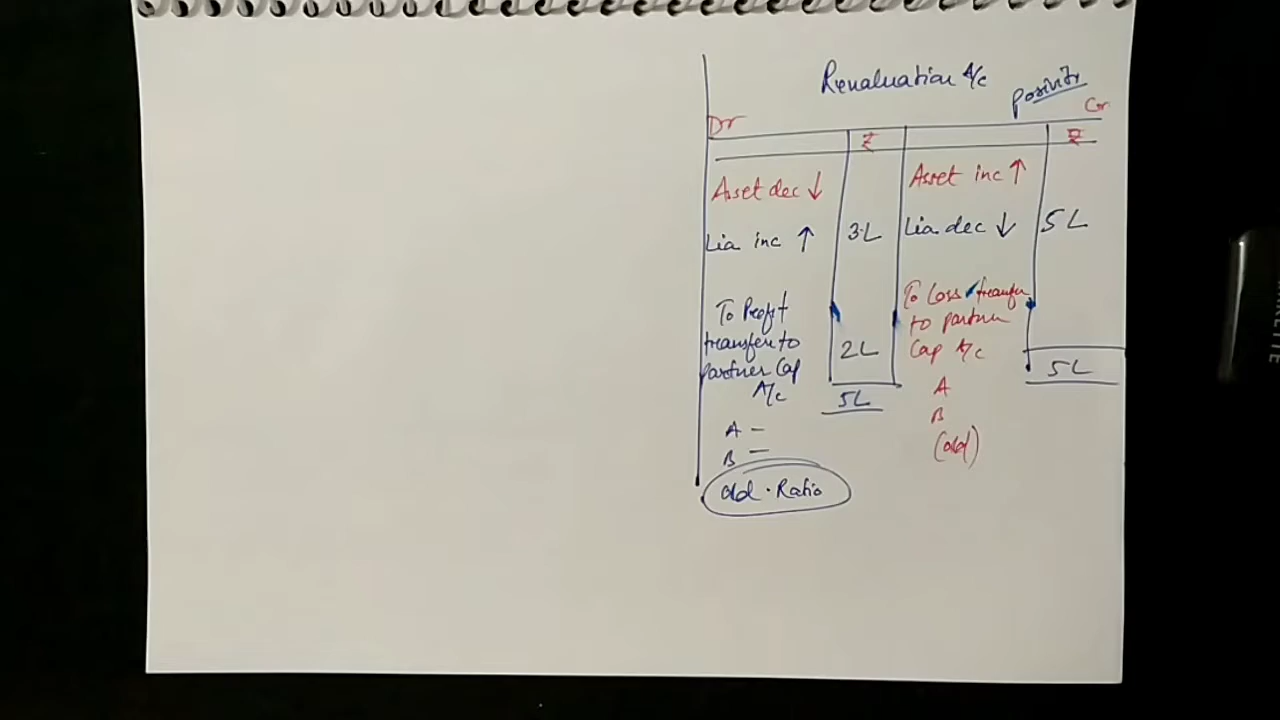 Revaluation A/c
Positive
Dr
Cr
₹
₹
Asset dec ↓
Lia inc ↑
3L
To Profit
transfer to
partner Cap
A/c
2L
5L
A –
B –
old . Ratio
Asset inc ↑
Lia dec ↓
5L
To Loss transfer
to partner
Cap A/c
5L
A
B
(old)